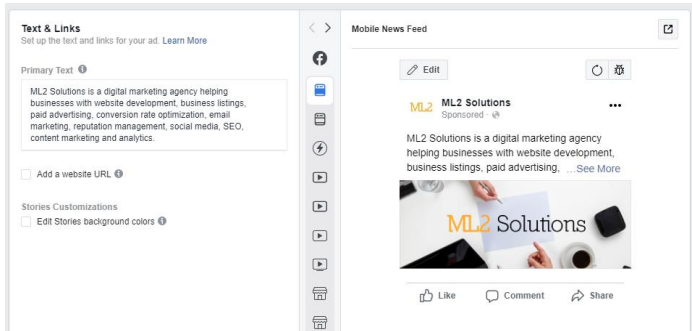 Text & Links
Set up the text and links for your ad. Learn More
Primary Text
ML2 Solutions is a digital marketing agency helping
businesses with website development, business listings,
paid advertising, conversion rate optimization, email
marketing, reputation management, social media, SEO,
content marketing and analytics.
Add a website URL
Stories Customizations
Edit Stories background colors
Mobile News Feed
Edit
ML2
ML2 Solutions
Sponsored ·
ML2 Solutions is a digital marketing agency
helping businesses with website development,
business listings, paid advertising, ...See More
ML2 Solutions
Like
Comment
Share